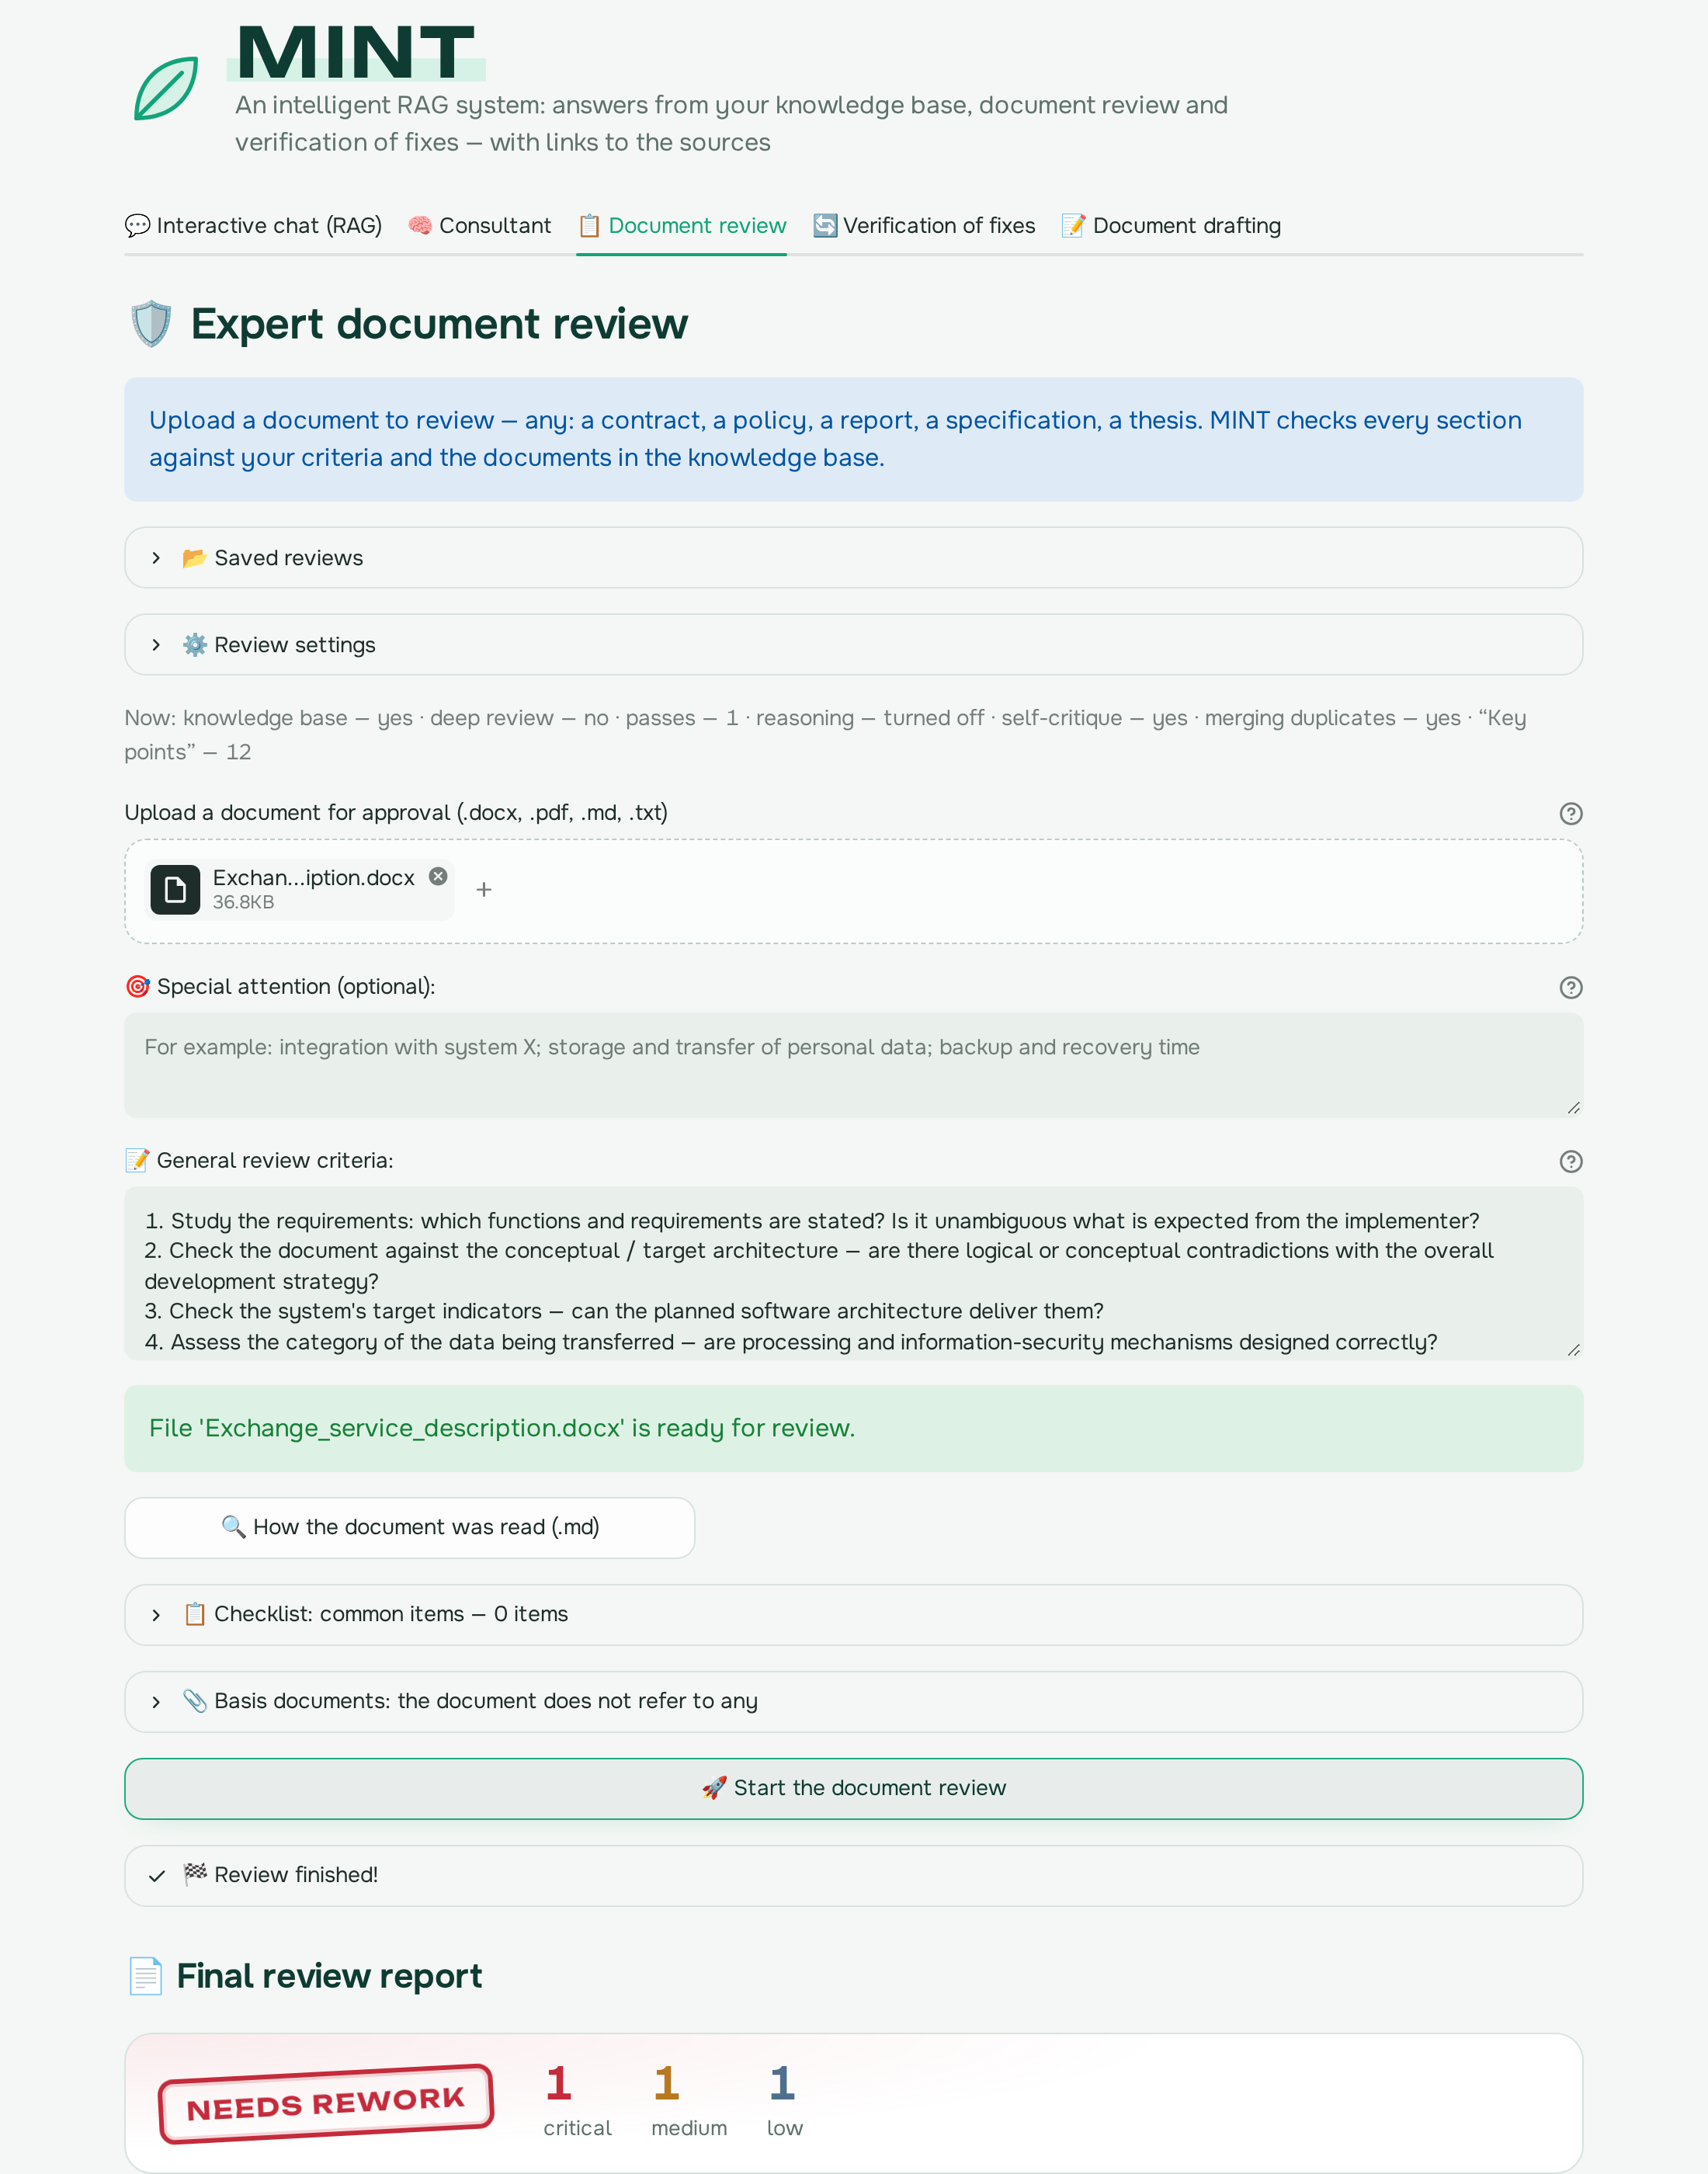 MINT
An intelligent RAG system: answers from your knowledge base, document review and
verification of fixes — with links to the sources
💬 Interactive chat (RAG) 🧠 Consultant 📋 Document review 🔄 Verification of fixes 📝 Document drafting
🛡️ Expert document review
Upload a document to review — any: a contract, a policy, a report, a specification, a thesis. MINT checks every section
against your criteria and the documents in the knowledge base.
📂 Saved reviews
⚙️ Review settings
Now: knowledge base — yes · deep review — no · passes — 1 · reasoning — turned off · self-critique — yes · merging duplicates — yes · “Key
points” — 12
Upload a document for approval (.docx, .pdf, .md, .txt)
Exchan...iption.docx
36.8KB
🎯 Special attention (optional):
For example: integration with system X; storage and transfer of personal data; backup and recovery time
📝 General review criteria:
1. Study the requirements: which functions and requirements are stated? Is it unambiguous what is expected from the implementer?
2. Check the document against the conceptual / target architecture — are there logical or conceptual contradictions with the overall
development strategy?
3. Check the system's target indicators — can the planned software architecture deliver them?
4. Assess the category of the data being transferred — are processing and information-security mechanisms designed correctly?
File 'Exchange_service_description.docx' is ready for review.
🔍 How the document was read (.md)
📋 Checklist: common items — 0 items
📎 Basis documents: the document does not refer to any
🚀 Start the document review
🏁 Review finished!
📄 Final review report
NEEDS REWORK
1 1 1
critical medium low